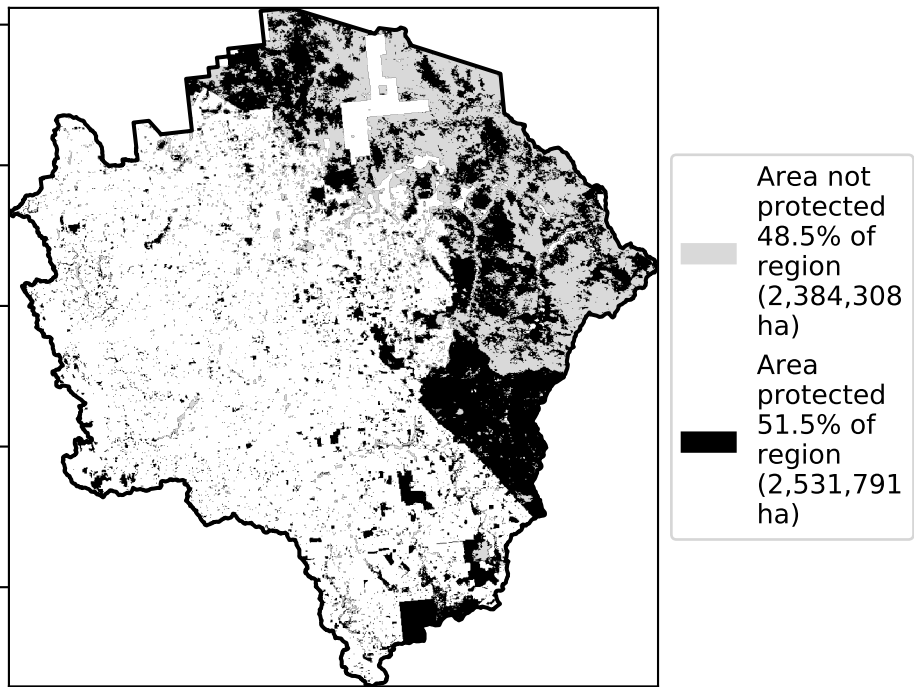 Area not
protected
48.5% of
region
(2,384,308
ha)
Area
protected
51.5% of
region
(2,531,791
ha)